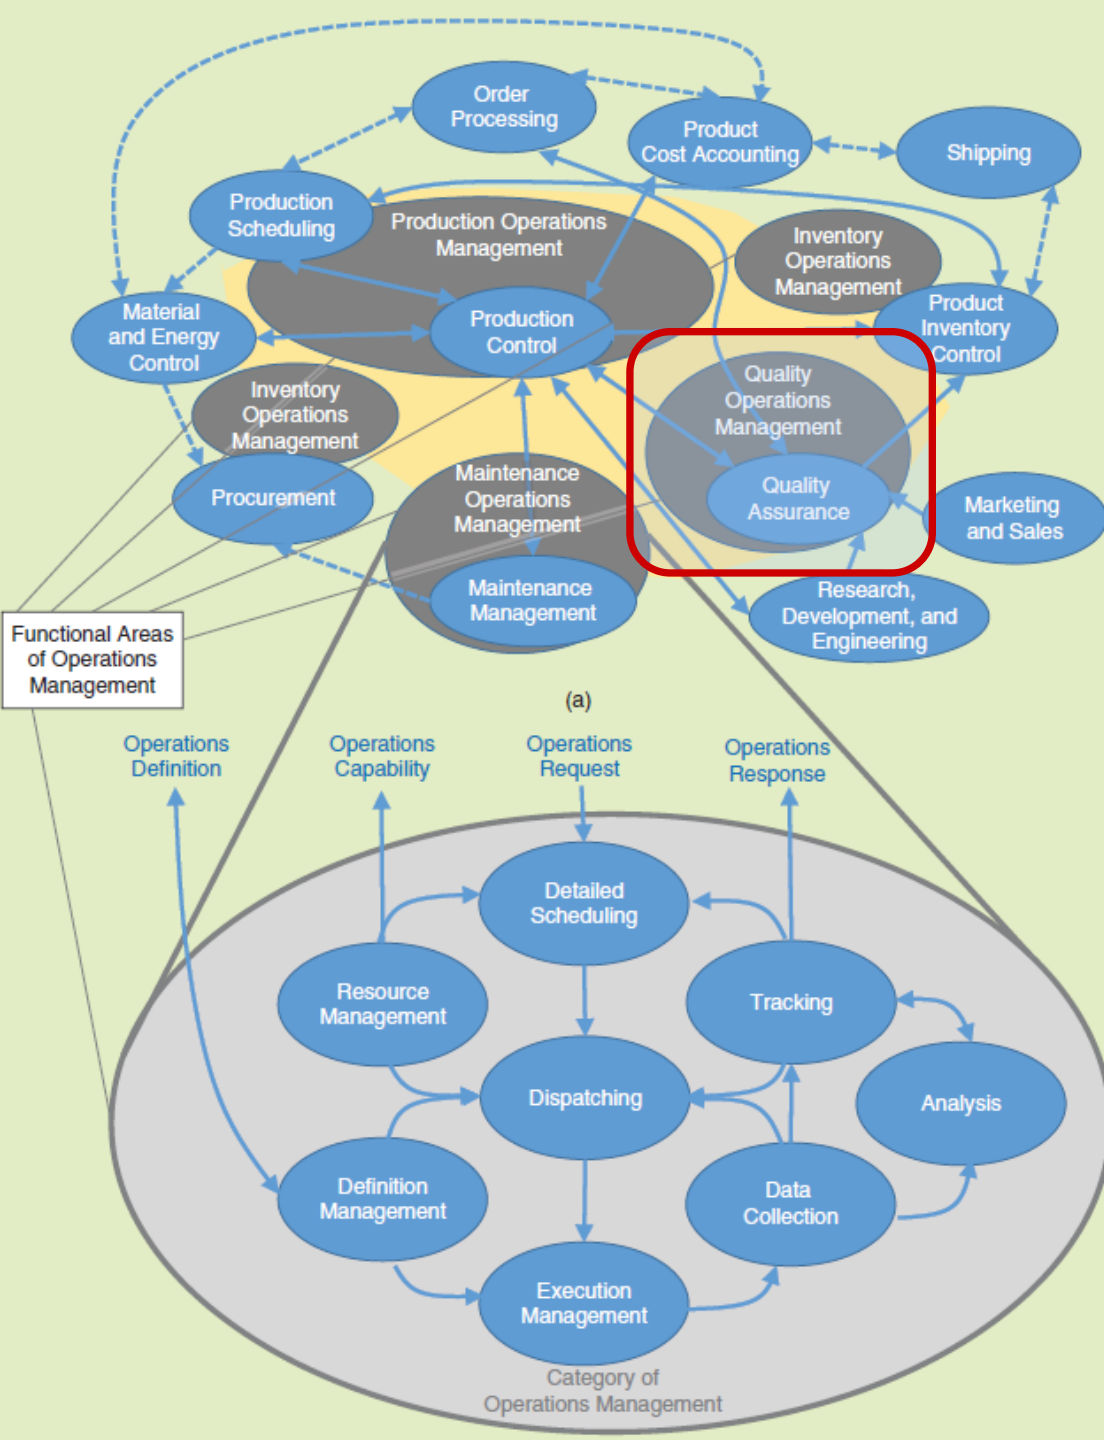 Order
Processing
Product
Cost Accounting
Shipping
Production
Scheduling
Production Operations
Management
Inventory
Operations
Management
Material
and Energy
Control
Production
Control
Product
Inventory
Control
Inventory
Operations
Management
Quality
Operations
Management
Procurement
Maintenance
Operations
Management
Quality
Assurance
Marketing
and Sales
Maintenance
Management
Research,
Development, and
Engineering
Functional Areas
of Operations
Management
(a)
Operations
Definition
Operations
Capability
Operations
Request
Operations
Response
Detailed
Scheduling
Resource
Management
Tracking
Dispatching
Analysis
Definition
Management
Data
Collection
Execution
Management
Category of
Operations Management